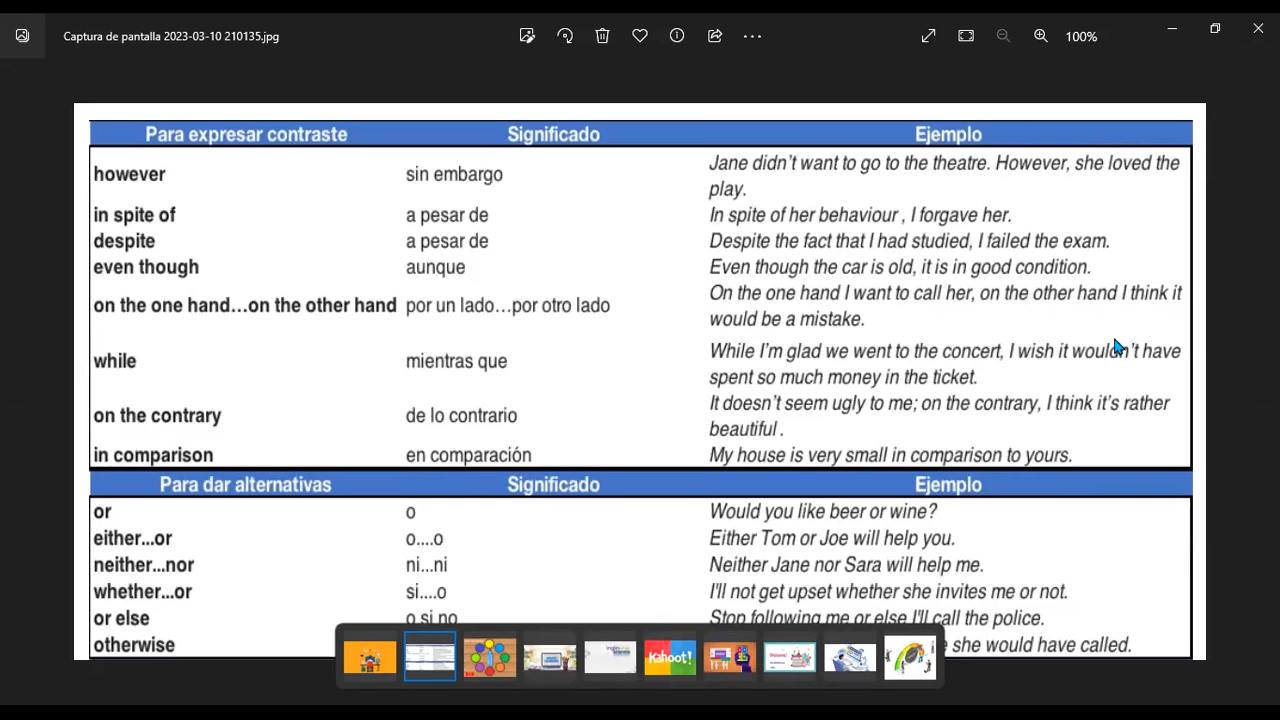 Captura de pantalla 2023-03-10 210135.jpg
100%
Para expresar contraste Significado Ejemplo
however sin embargo Jane didn't want to go to the theatre. However, she loved the
play.
in spite of a pesar de In spite of her behaviour , I forgave her.
despite a pesar de Despite the fact that I had studied, I failed the exam.
even though aunque Even though the car is old, it is in good condition.
on the one hand…on the other hand por un lado…por otro lado On the one hand I want to call her, on the other hand I think it
would be a mistake.
while mientras que While I'm glad we went to the concert, I wish it wouldn't have
spent so much money in the ticket.
on the contrary de lo contrario It doesn't seem ugly to me; on the contrary, I think it's rather
beautiful .
in comparison en comparación My house is very small in comparison to yours.
Para dar alternativas Significado Ejemplo
or o Would you like beer or wine?
either...or o....o Either Tom or Joe will help you.
neither...nor ni...ni Neither Jane nor Sara will help me.
whether...or si....o I'll not get upset whether she invites me or not.
or else o si no Stop following me or else I'll call the police.
otherwise she would have called.
Kahoot!